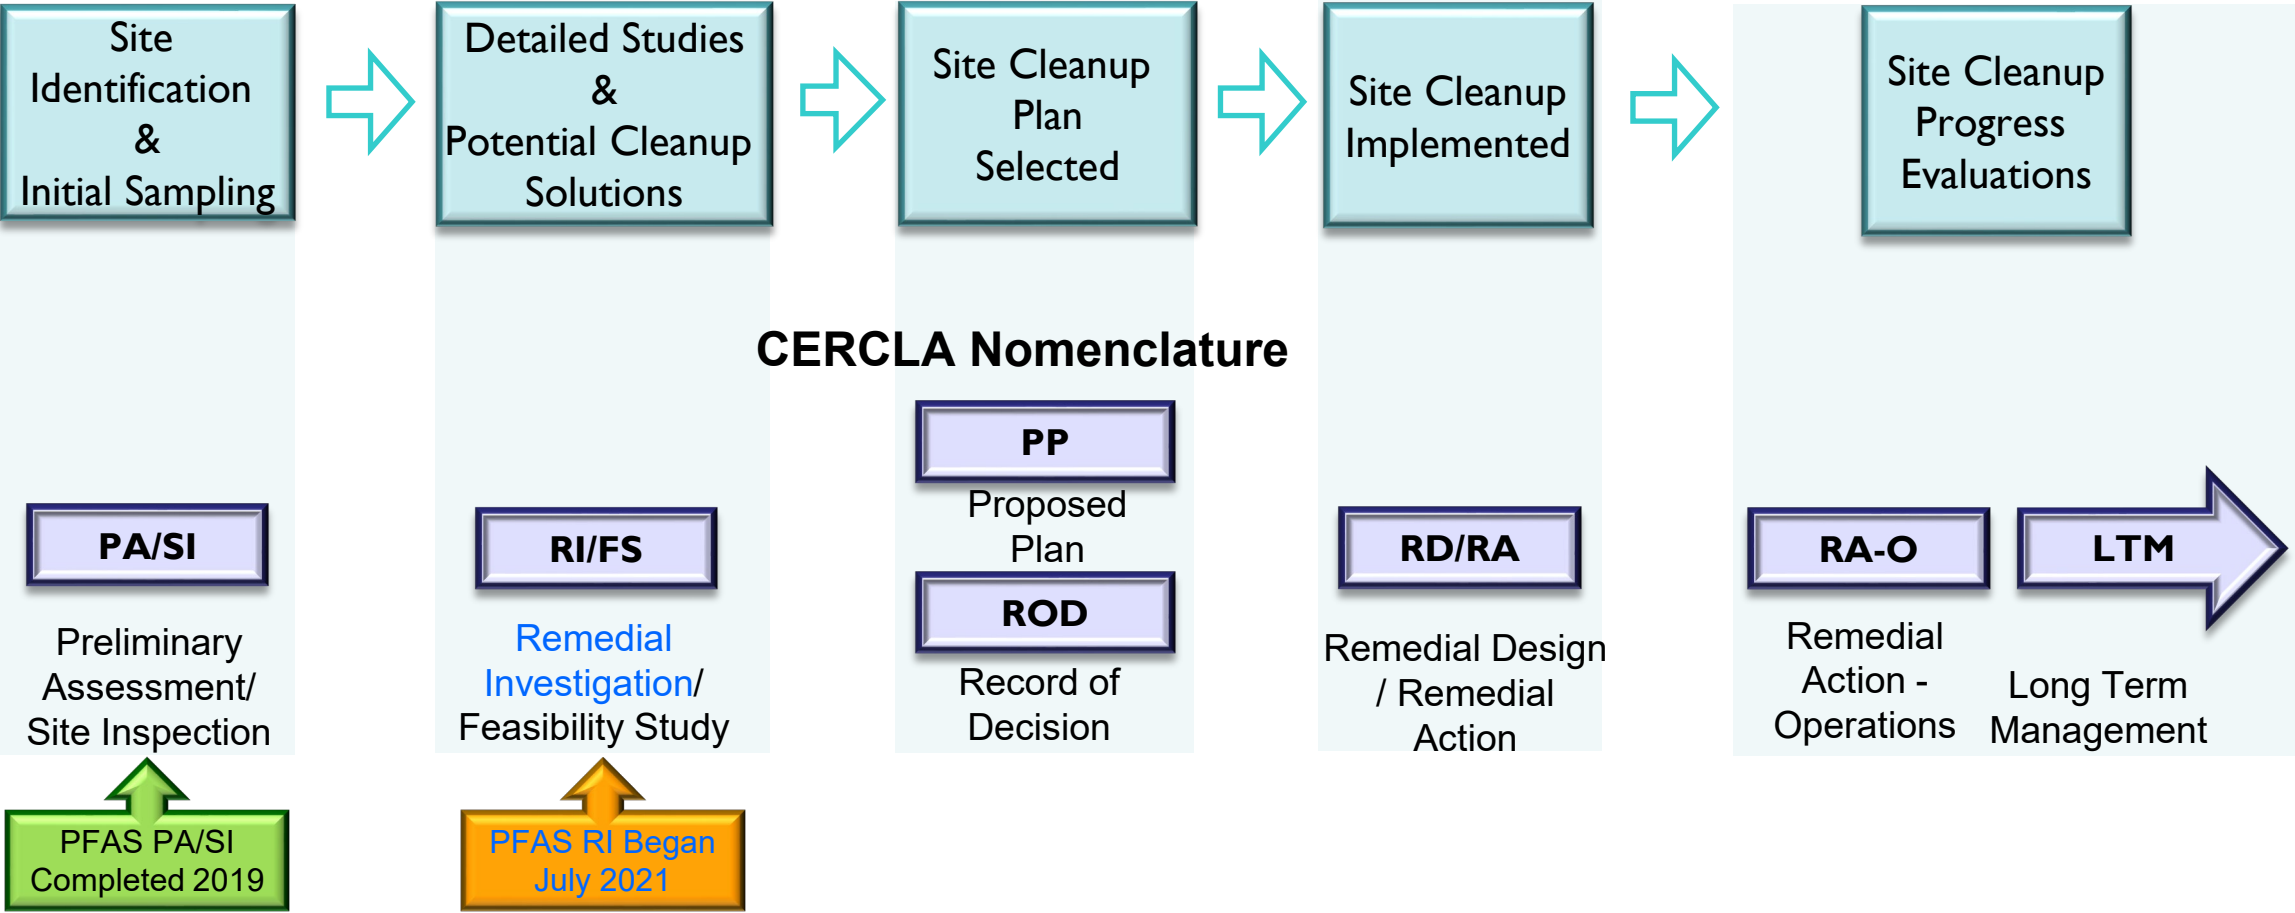 Site
Identification
&
Initial Sampling
Detailed Studies
&
Potential Cleanup
Solutions
Site Cleanup
Plan
Selected
Site Cleanup
Implemented
Site Cleanup
Progress
Evaluations
CERCLA Nomenclature
PA/SI
Preliminary
Assessment/
Site Inspection
RI/FS
Remedial
Investigation/
Feasibility Study
PP
Proposed
Plan
ROD
Record of
Decision
RD/RA
Remedial Design
/ Remedial
Action
RA-O
Remedial
Action -
Operations
LTM
Long Term
Management
PFAS PA/SI
Completed 2019
PFAS RI Began
July 2021